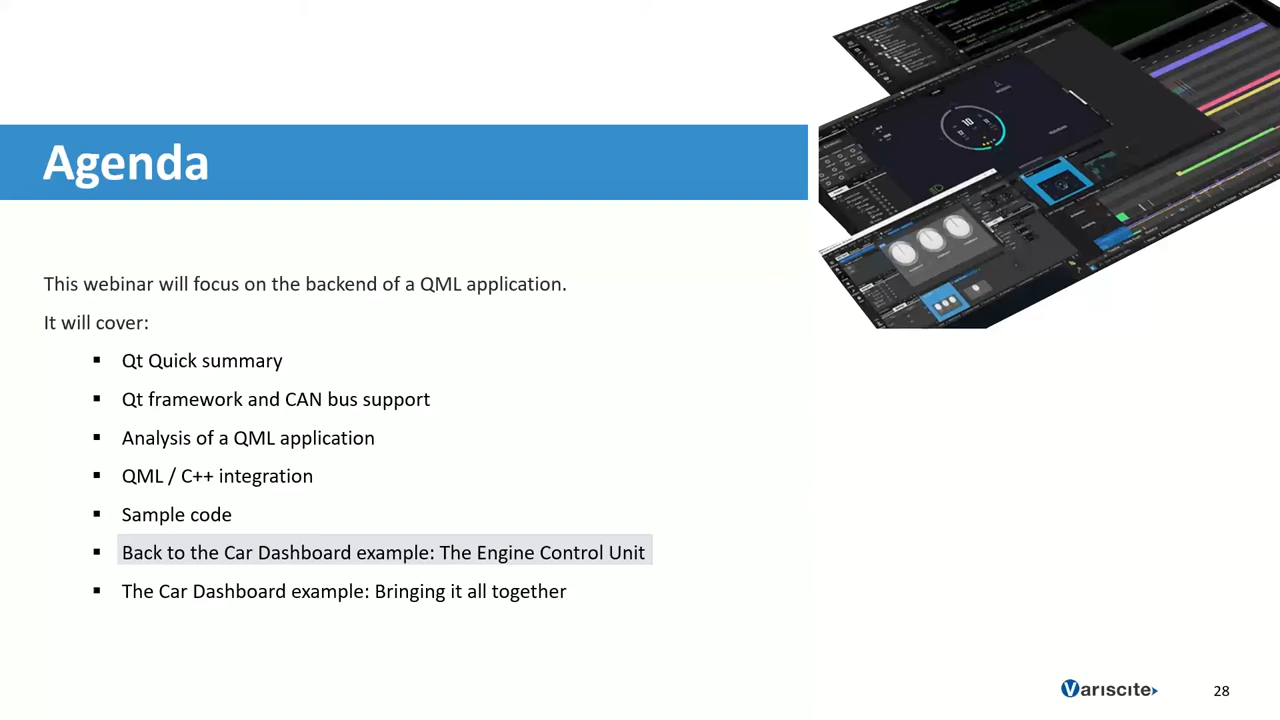 Agenda
This webinar will focus on the backend of a QML application.
It will cover:
▪ Qt Quick summary
▪ Qt framework and CAN bus support
▪ Analysis of a QML application
▪ QML / C++ integration
▪ Sample code
▪ Back to the Car Dashboard example: The Engine Control Unit
▪ The Car Dashboard example: Bringing it all together
Variscite
28